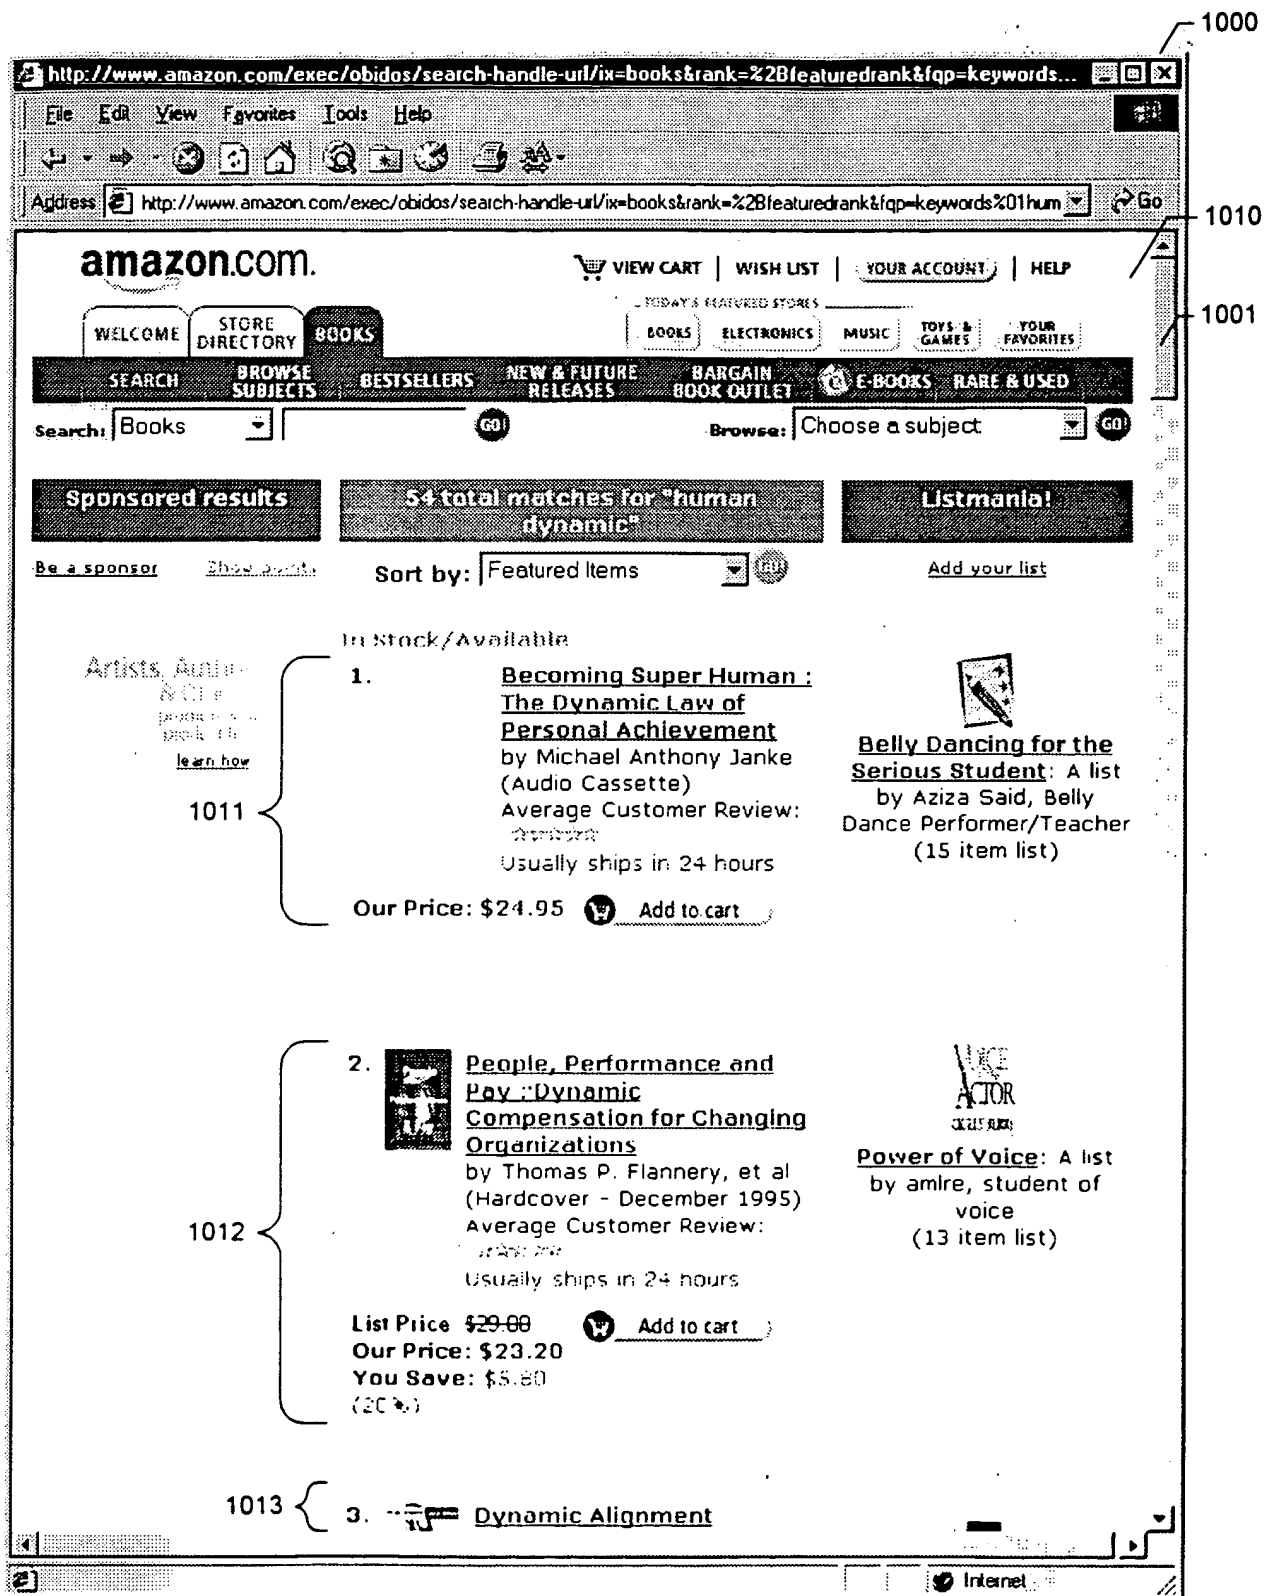 1000
http://www.amazon.com/exec/obidos/search-handle-url/ix=books&rank=%2Bfeaturedrank&fqp=keywords...
File Edit View Favorites Tools Help
Address http://www.amazon.com/exec/obidos/search-handle-url/ix=books&rank=%2Bfeaturedrank&fqp=keywords%01hum Go
1010
amazon.com.
VIEW CART | WISH LIST | YOUR ACCOUNT | HELP
1001
TODAY'S FEATURED STORES
WELCOME STORE DIRECTORY BOOKS
BOOKS ELECTRONICS MUSIC TOYS & GAMES YOUR FAVORITES
SEARCH BROWSE SUBJECTS BESTSELLERS NEW & FUTURE RELEASES BARGAIN BOOK OUTLET E-BOOKS RARE & USED
Search: Books GO! Browse: Choose a subject GO!
Sponsored results
54 total matches for "human
dynamic"
Listmania!
Be a sponsor
Sort by: Featured Items GO!
Add your list
In Stock/Available
Artists,
learn how
1011
1. Becoming Super Human :
The Dynamic Law of
Personal Achievement
by Michael Anthony Janke
(Audio Cassette)
Average Customer Review:
Usually ships in 24 hours
Our Price: $24.95 Add to cart
Belly Dancing for the
Serious Student: A list
by Aziza Said, Belly
Dance Performer/Teacher
(15 item list)
1012
2. People, Performance and
Pay :: Dynamic
Compensation for Changing
Organizations
by Thomas P. Flannery, et al
(Hardcover - December 1995)
Average Customer Review:
Usually ships in 24 hours
List Price $29.00 Add to cart
Our Price: $23.20
You Save: $5.80
(20%)
VOICE
ACTOR
Power of Voice: A list
by amlre, student of
voice
(13 item list)
1013
3. Dynamic Alignment
Internet